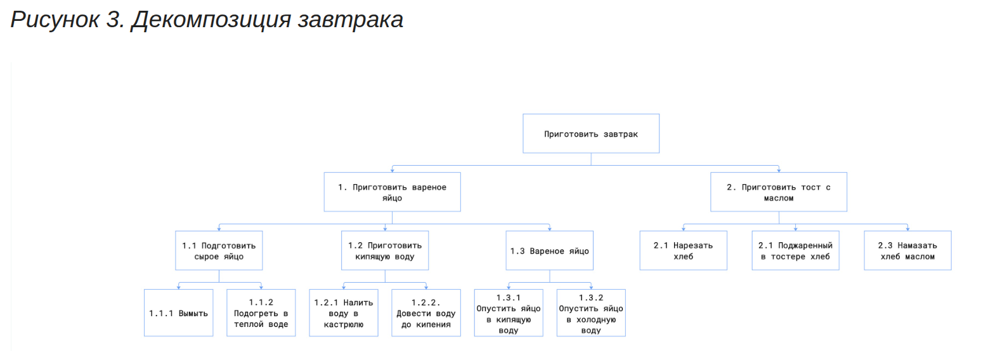 Рисунок 3. Декомпозиция завтрака
Приготовить завтрак
1. Приготовить вареное
яйцо
2. Приготовить тост с
маслом
1.1 Подготовить
сырое яйцо
1.2 Приготовить
кипящую воду
1.3 Вареное яйцо
2.1 Нарезать
хлеб
2.1 Поджаренный
в тостере хлеб
2.3 Намазать
хлеб маслом
1.1.1 Вымыть
1.1.2
Подогреть в
теплой воде
1.2.1 Налить
воду в
кастрюлю
1.2.2.
Довести воду
до кипения
1.3.1
Опустить яйцо
в кипящую
воду
1.3.2
Опустить яйцо
в холодную
воду